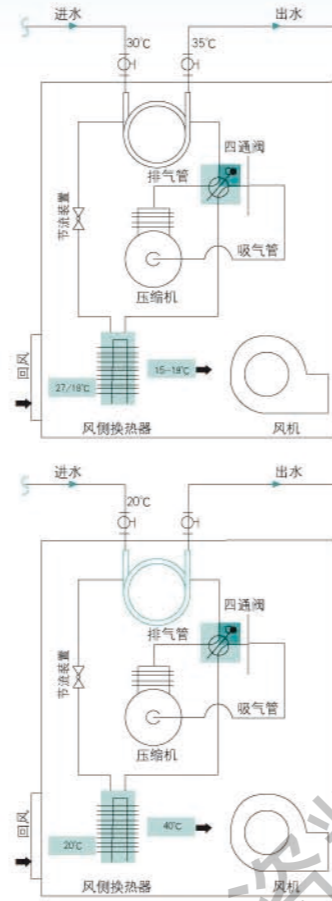 进水
出水
30℃
35℃
四通阀
排气管
节流装置
吸气管
压缩机
回风
27/19℃
15-18℃
风侧换热器
风机
进水
出水
20℃
四通阀
排气管
节流装置
吸气管
压缩机
回风
20℃
40℃
风侧换热器
风机